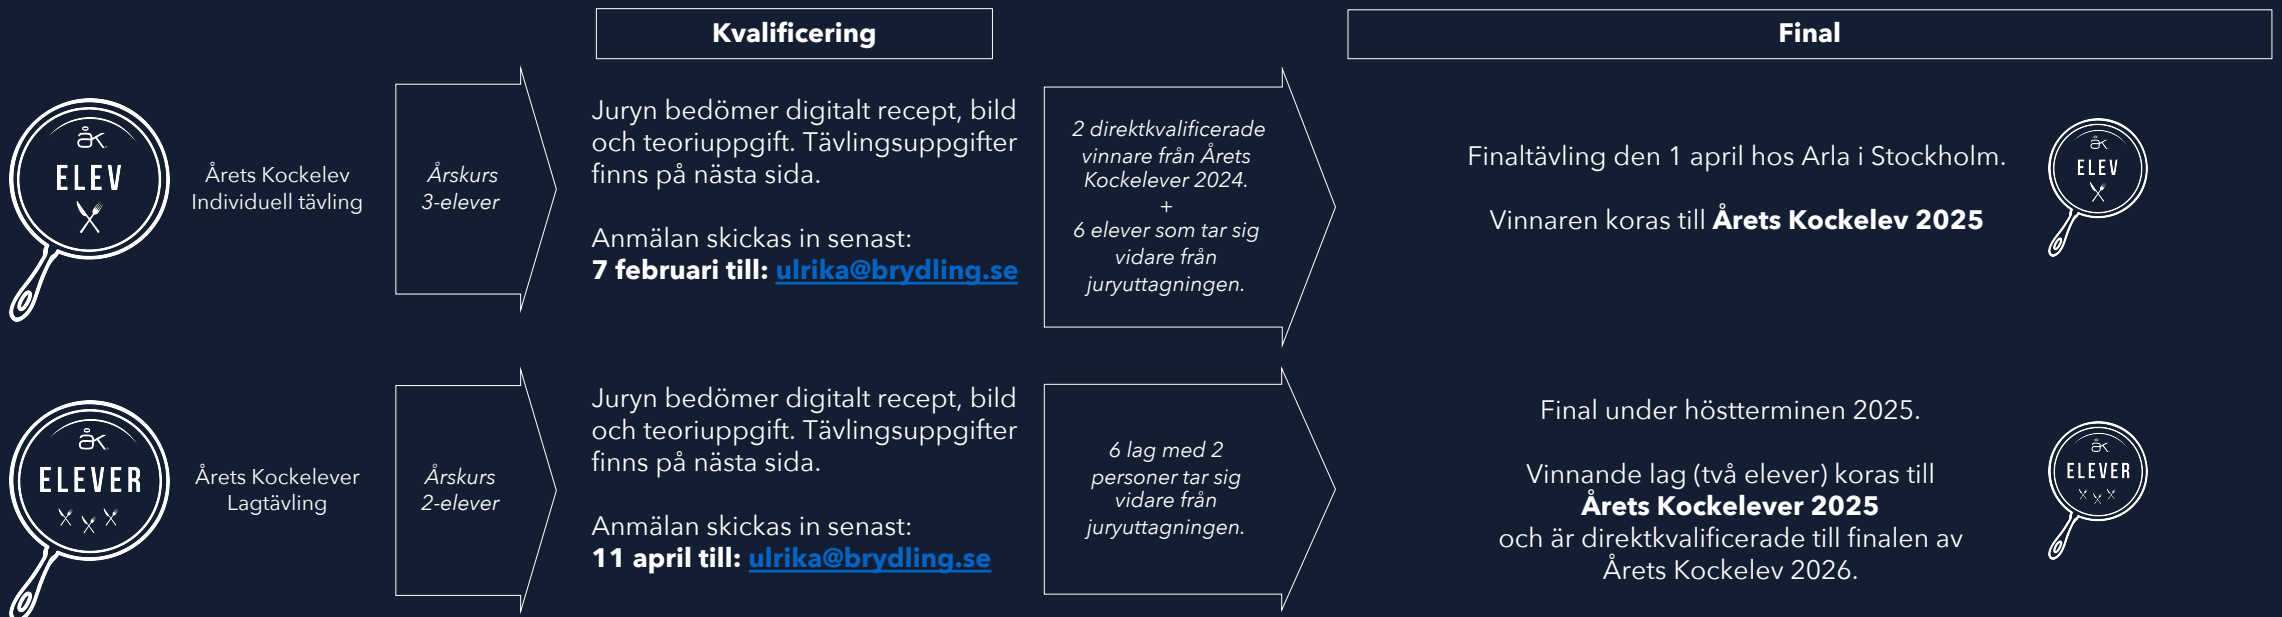 Kvalificering
Final
åk
ELEV
Årets Kockelev
Individuell tävling
Årskurs
3-elever
Juryn bedömer digitalt recept, bild
och teoriuppgift. Tävlingsuppgifter
finns på nästa sida.
Anmälan skickas in senast:
7 februari till: ulrika@brydling.se
2 direktkvalificerade
vinnare från Årets
Kockelever 2024.
+
6 elever som tar sig
vidare från
juryuttagningen.
Finaltävling den 1 april hos Arla i Stockholm.
Vinnaren koras till Årets Kockelev 2025
åk
ELEV
åk
ELEVER
Årets Kockelever
Lagtävling
Årskurs
2-elever
Juryn bedömer digitalt recept, bild
och teoriuppgift. Tävlingsuppgifter
finns på nästa sida.
Anmälan skickas in senast:
11 april till: ulrika@brydling.se
6 lag med 2
personer tar sig
vidare från
juryuttagningen.
Final under höstterminen 2025.
Vinnande lag (två elever) koras till
Årets Kockelever 2025
och är direktkvalificerade till finalen av
Årets Kockelev 2026.
åk
ELEVER